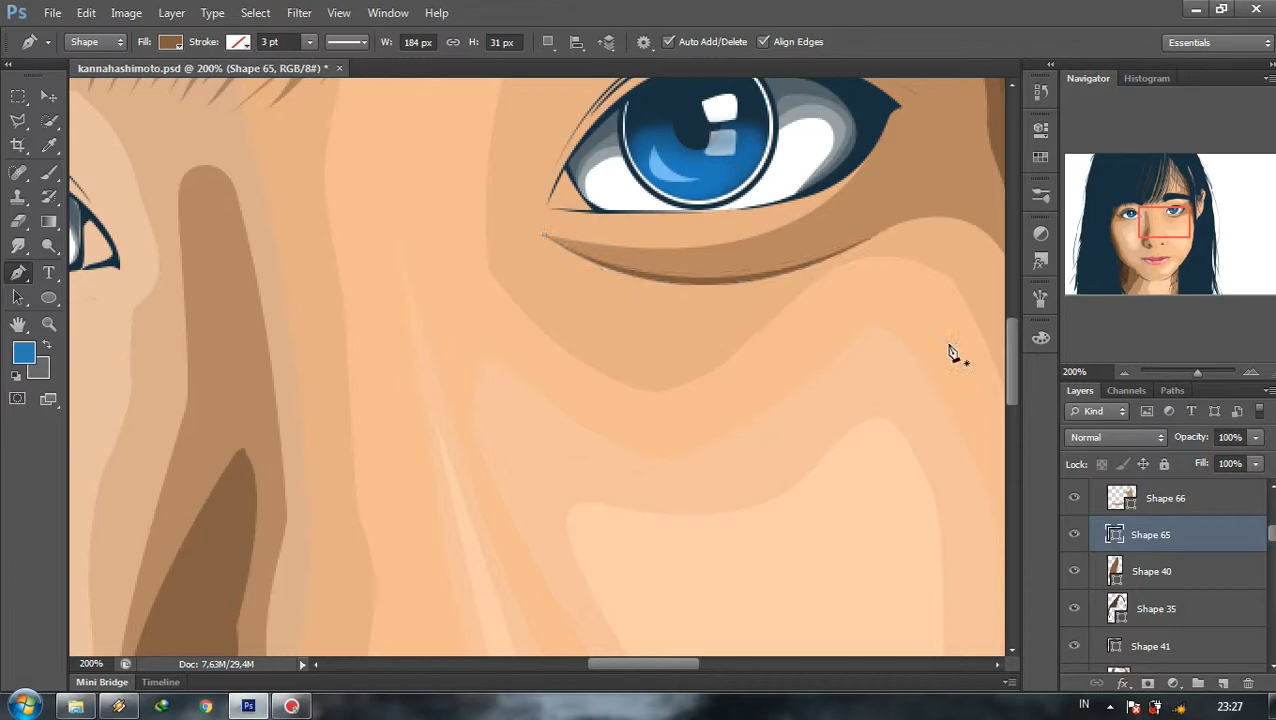 Ps File Edit Image Layer Type Select Filter View Window Help
Shape Fill: Stroke: 3 pt W: 184 px H: 31 px Auto Add/Delete Align Edges Essentials
kannahashimoto.psd @ 200% (Shape 65, RGB/8#) *
Navigator Histogram
200%
Layers Channels Paths
Kind
Normal Opacity: 100%
Lock: Fill: 100%
Shape 66
Shape 65
Shape 40
Shape 35
Shape 41
200% Doc: 7,63M/29,4M
Mini Bridge Timeline
Ps IN 23:27